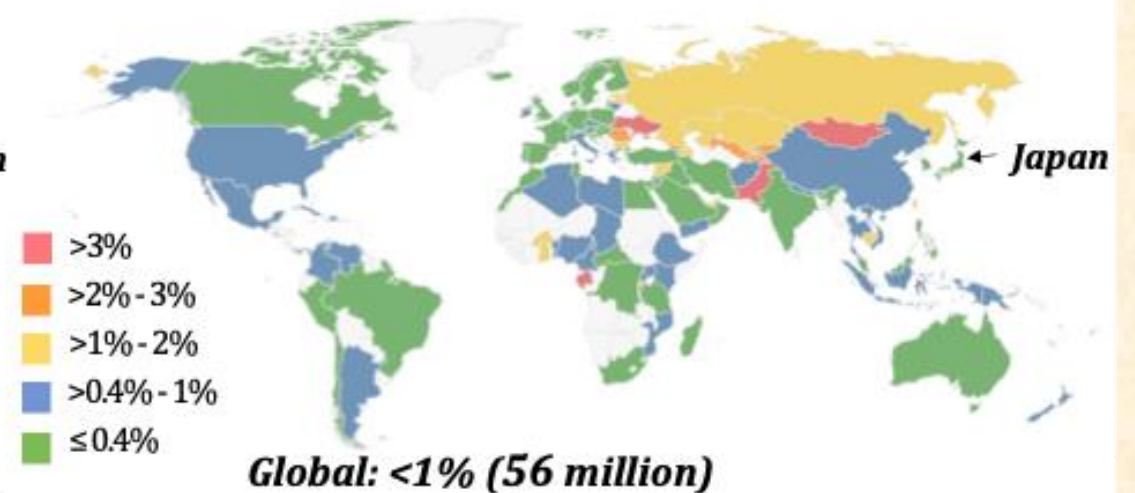 Japan
>3%
>2% - 3%
>1% - 2%
>0.4% - 1%
≤ 0.4%
Global: <1% (56 million)